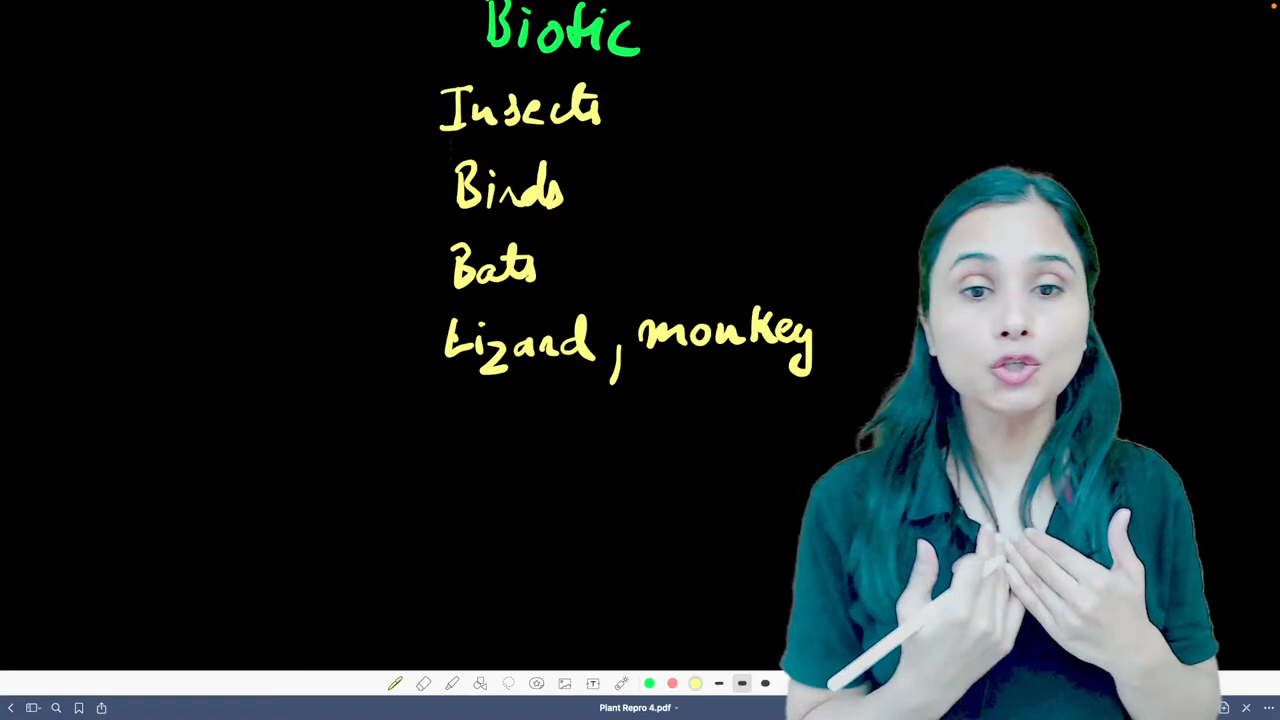 Biotic
Insects
Birds
Bats
Lizard, monkey
Plant Repro 4.pdf